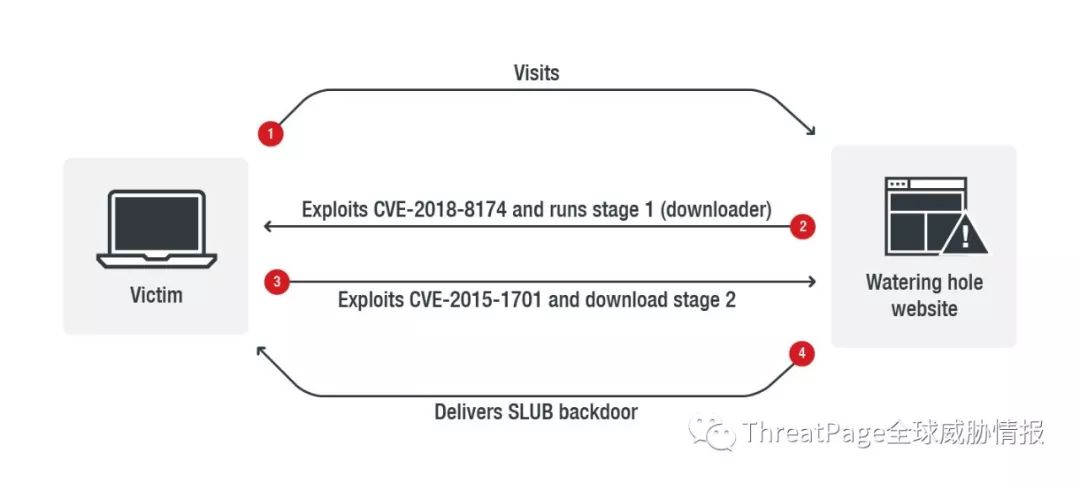 Visits
1
Exploits CVE-2018-8174 and runs stage 1 (downloader)
2
Victim
3
Exploits CVE-2015-1701 and download stage 2
Watering hole
website
4
Delivers SLUB backdoor
ThreatPage全球威胁情报